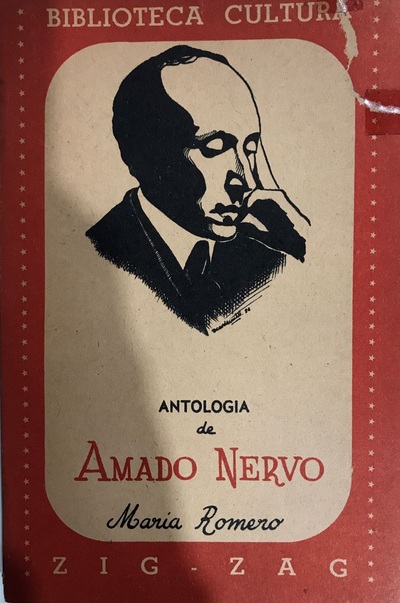 BIBLIOTECA CULTURA
ANTOLOGIA
de
AMADO NERVO
María Romero
ZIG-ZAG